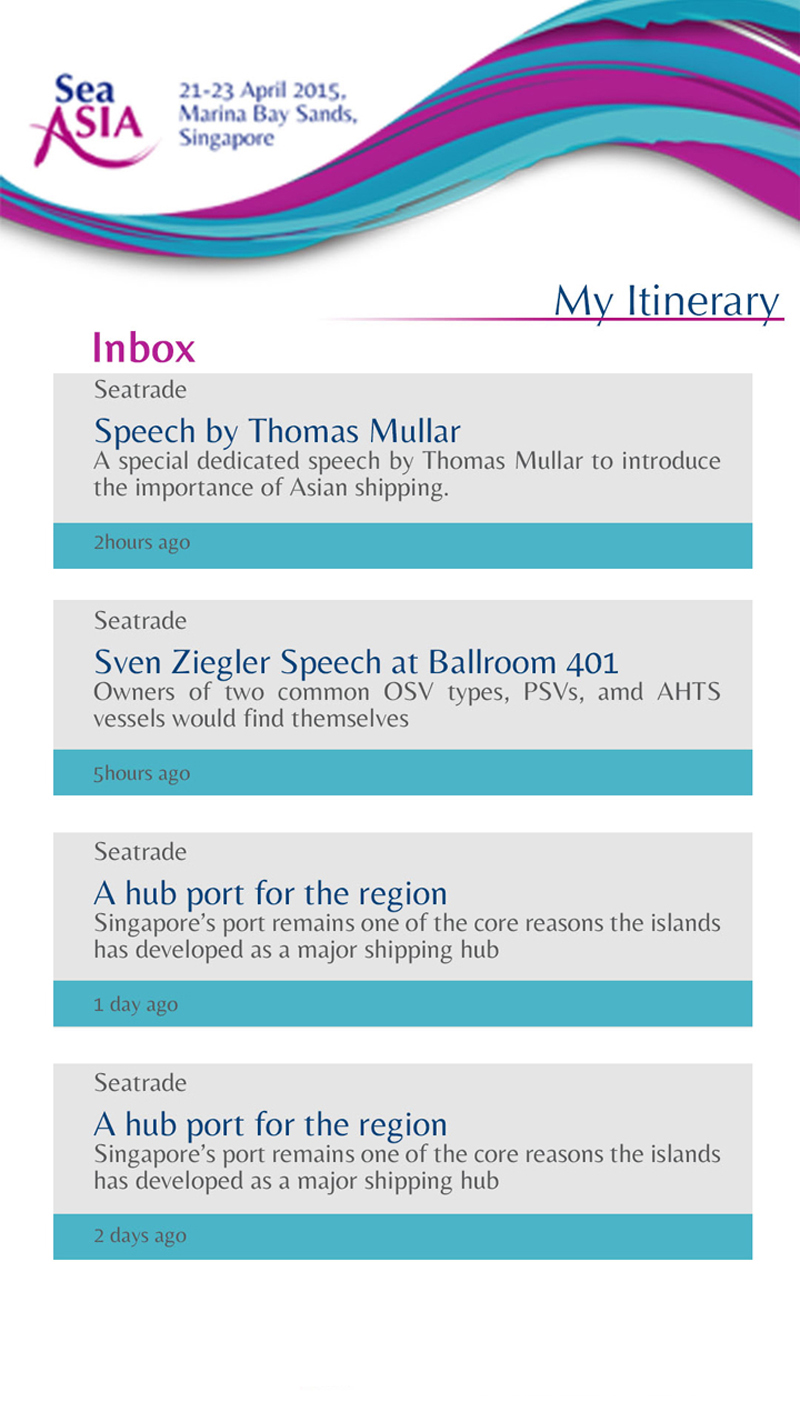 Sea
ASIA
21-23 April 2015,
Marina Bay Sands,
Singapore
My Itinerary
Inbox
Seatrade
Speech by Thomas Mullar
A special dedicated speech by Thomas Mullar to introduce
the importance of Asian shipping.
2hours ago
Seatrade
Sven Ziegler Speech at Ballroom 401
Owners of two common OSV types, PSVs, amd AHTS
vessels would find themselves
5hours ago
Seatrade
A hub port for the region
Singapore’s port remains one of the core reasons the islands
has developed as a major shipping hub
1 day ago
Seatrade
A hub port for the region
Singapore’s port remains one of the core reasons the islands
has developed as a major shipping hub
2 days ago